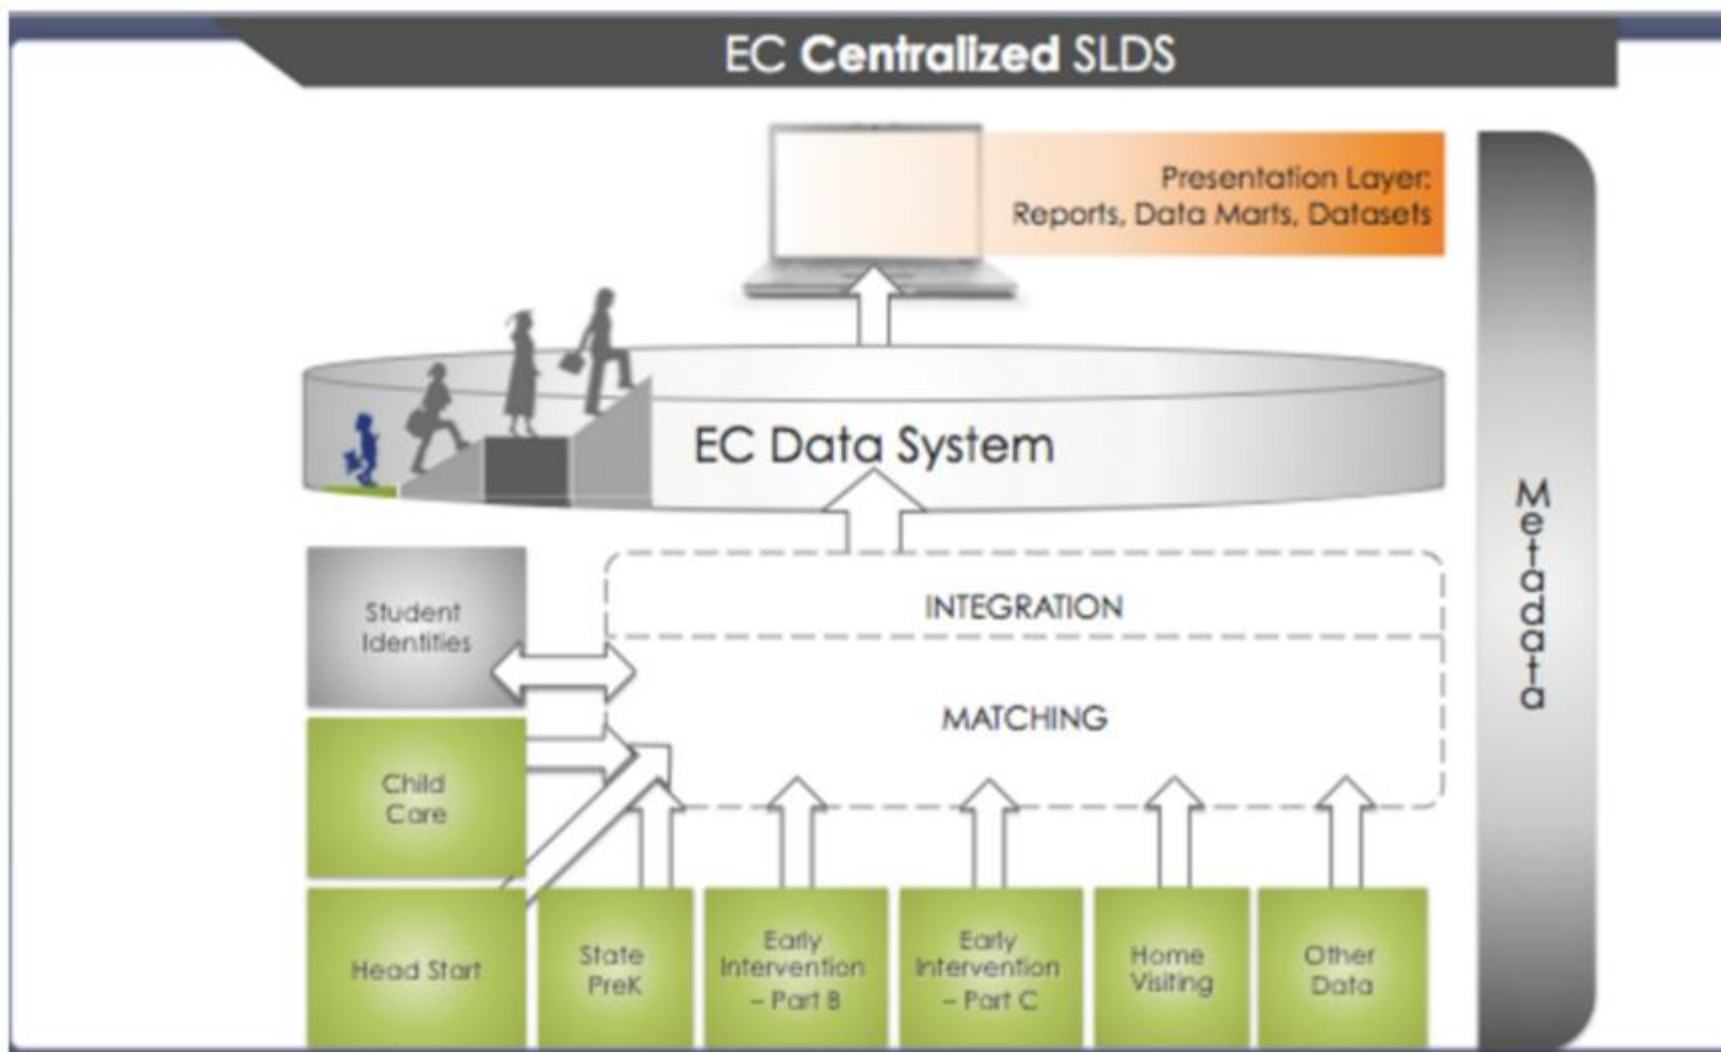 EC Centralized SLDS
Presentation Layer:
Reports, Data Marts, Datasets
EC Data System
Metadata
INTEGRATION
Student
Identities
MATCHING
Child
Care
Head Start
State
PreK
Early
Intervention
– Part B
Early
Intervention
– Part C
Home
Visiting
Other
Data